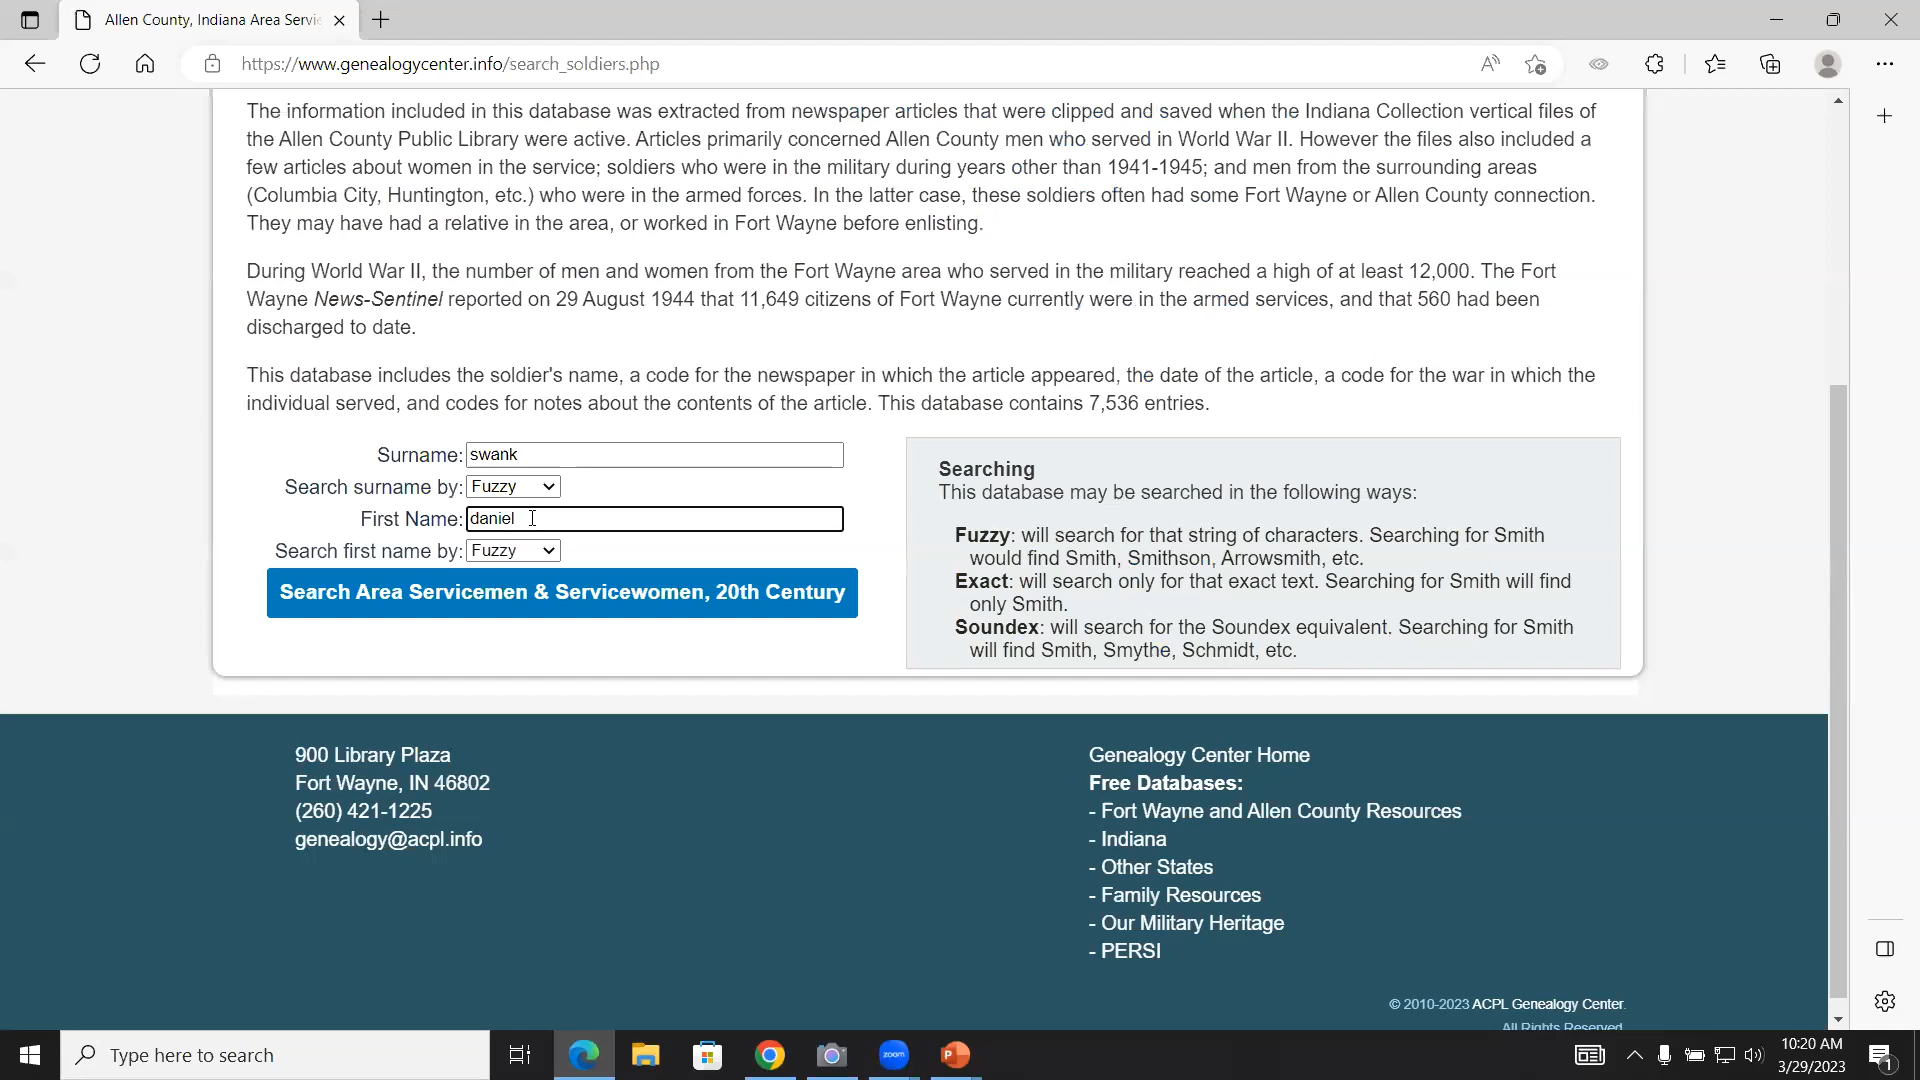 Allen County, Indiana Area Servic
https://www.genealogycenter.info/search_soldiers.php
The information included in this database was extracted from newspaper articles that were clipped and saved when the Indiana Collection vertical files of
the Allen County Public Library were active. Articles primarily concerned Allen County men who served in World War II. However the files also included a
few articles about women in the service; soldiers who were in the military during years other than 1941-1945; and men from the surrounding areas
(Columbia City, Huntington, etc.) who were in the armed forces. In the latter case, these soldiers often had some Fort Wayne or Allen County connection.
They may have had a relative in the area, or worked in Fort Wayne before enlisting.
During World War II, the number of men and women from the Fort Wayne area who served in the military reached a high of at least 12,000. The Fort
Wayne News-Sentinel reported on 29 August 1944 that 11,649 citizens of Fort Wayne currently were in the armed services, and that 560 had been
discharged to date.
This database includes the soldier's name, a code for the newspaper in which the article appeared, the date of the article, a code for the war in which the
individual served, and codes for notes about the contents of the article. This database contains 7,536 entries.
Surname: swank
Search surname by: Fuzzy
First Name: daniel
Search first name by: Fuzzy
Search Area Servicemen & Servicewomen, 20th Century
Searching
This database may be searched in the following ways:
Fuzzy: will search for that string of characters. Searching for Smith
would find Smith, Smithson, Arrowsmith, etc.
Exact: will search only for that exact text. Searching for Smith will find
only Smith.
Soundex: will search for the Soundex equivalent. Searching for Smith
will find Smith, Smythe, Schmidt, etc.
900 Library Plaza
Fort Wayne, IN 46802
(260) 421-1225
genealogy@acpl.info
Genealogy Center Home
Free Databases:
- Fort Wayne and Allen County Resources
- Indiana
- Other States
- Family Resources
- Our Military Heritage
- PERSI
© 2010-2023 ACPL Genealogy Center.
All Rights Reserved
Type here to search
zoom
10:20 AM
3/29/2023
1